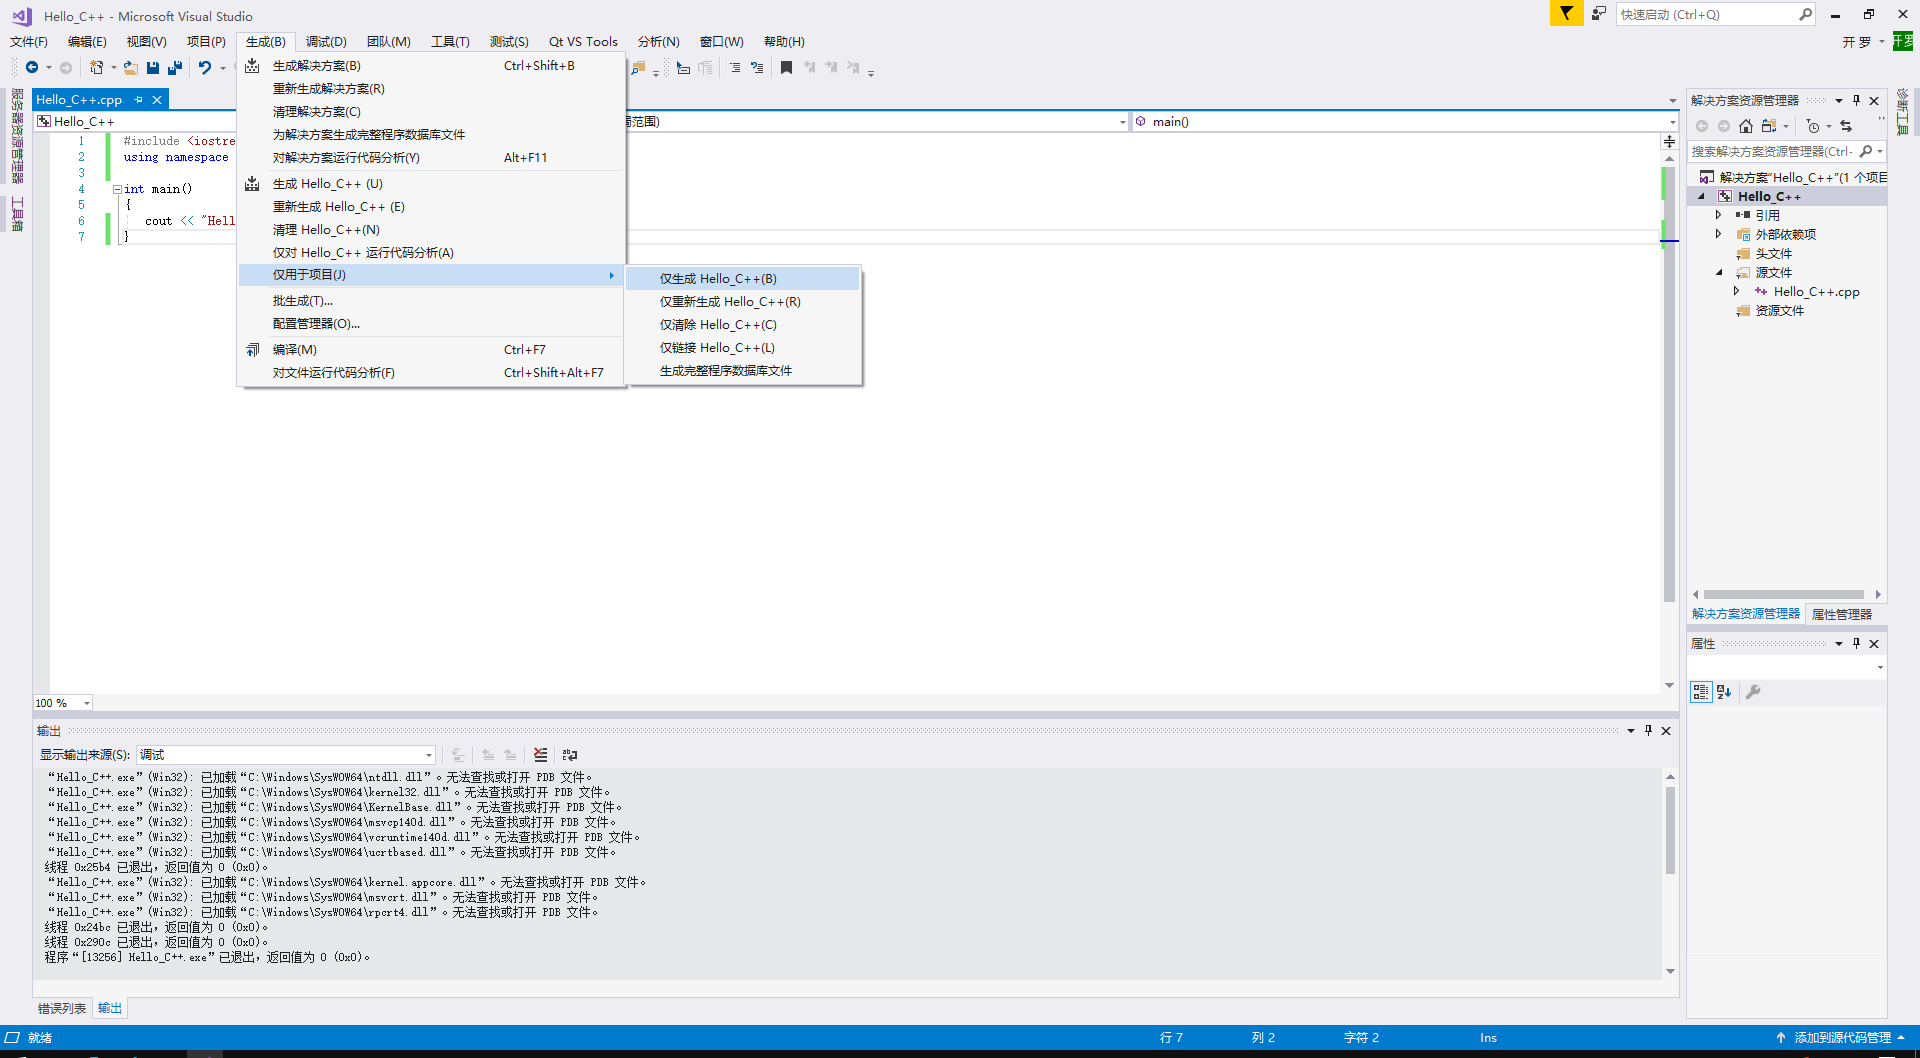 Hello_C++ - Microsoft Visual Studio
快速启动 (Ctrl+Q)
文件(F) 编辑(E) 视图(V) 项目(P) 生成(B) 调试(D) 团队(M) 工具(T) 测试(S) Qt VS Tools 分析(N) 窗口(W) 帮助(H)
开 罗
开罗
生成解决方案(B) Ctrl+Shift+B
重新生成解决方案(R)
清理解决方案(C)
为解决方案生成完整程序数据库文件
对解决方案运行代码分析(Y) Alt+F11
生成 Hello_C++ (U)
重新生成 Hello_C++ (E)
清理 Hello_C++(N)
仅对 Hello_C++ 运行代码分析(A)
仅用于项目(J)
批生成(T)...
配置管理器(O)...
编译(M) Ctrl+F7
对文件运行代码分析(F) Ctrl+Shift+Alt+F7
仅生成 Hello_C++(B)
仅重新生成 Hello_C++(R)
仅清除 Hello_C++(C)
仅链接 Hello_C++(L)
生成完整程序数据库文件
服务器资源管理器
工具箱
Hello_C++.cpp
Hello_C++
范围)
main()
1 #include <iostre
2 using namespace
3
4 int main()
5 {
6 cout << "Hell
7 }
100 %
解决方案资源管理器
搜索解决方案资源管理器(Ctrl-
解决方案"Hello_C++"(1 个项目
Hello_C++
引用
外部依赖项
头文件
源文件
Hello_C++.cpp
资源文件
解决方案资源管理器 属性管理器
属性
诊断工具
输出
显示输出来源(S): 调试
“Hello_C++.exe”(Win32): 已加载“C:\Windows\SysWOW64\ntdll.dll”。无法查找或打开 PDB 文件。
“Hello_C++.exe”(Win32): 已加载“C:\Windows\SysWOW64\kernel32.dll”。无法查找或打开 PDB 文件。
“Hello_C++.exe”(Win32): 已加载“C:\Windows\SysWOW64\KernelBase.dll”。无法查找或打开 PDB 文件。
“Hello_C++.exe”(Win32): 已加载“C:\Windows\SysWOW64\msvcp140d.dll”。无法查找或打开 PDB 文件。
“Hello_C++.exe”(Win32): 已加载“C:\Windows\SysWOW64\vcruntime140d.dll”。无法查找或打开 PDB 文件。
“Hello_C++.exe”(Win32): 已加载“C:\Windows\SysWOW64\ucrtbased.dll”。无法查找或打开 PDB 文件。
线程 0x25b4 已退出，返回值为 0 (0x0)。
“Hello_C++.exe”(Win32): 已加载“C:\Windows\SysWOW64\kernel.appcore.dll”。无法查找或打开 PDB 文件。
“Hello_C++.exe”(Win32): 已加载“C:\Windows\SysWOW64\msvcrt.dll”。无法查找或打开 PDB 文件。
“Hello_C++.exe”(Win32): 已加载“C:\Windows\SysWOW64\rpcrt4.dll”。无法查找或打开 PDB 文件。
线程 0x24bc 已退出，返回值为 0 (0x0)。
线程 0x290c 已退出，返回值为 0 (0x0)。
程序“[13256] Hello_C++.exe”已退出，返回值为 0 (0x0)。
错误列表 输出
就绪 行 7 列 2 字符 2 Ins 添加到源代码管理